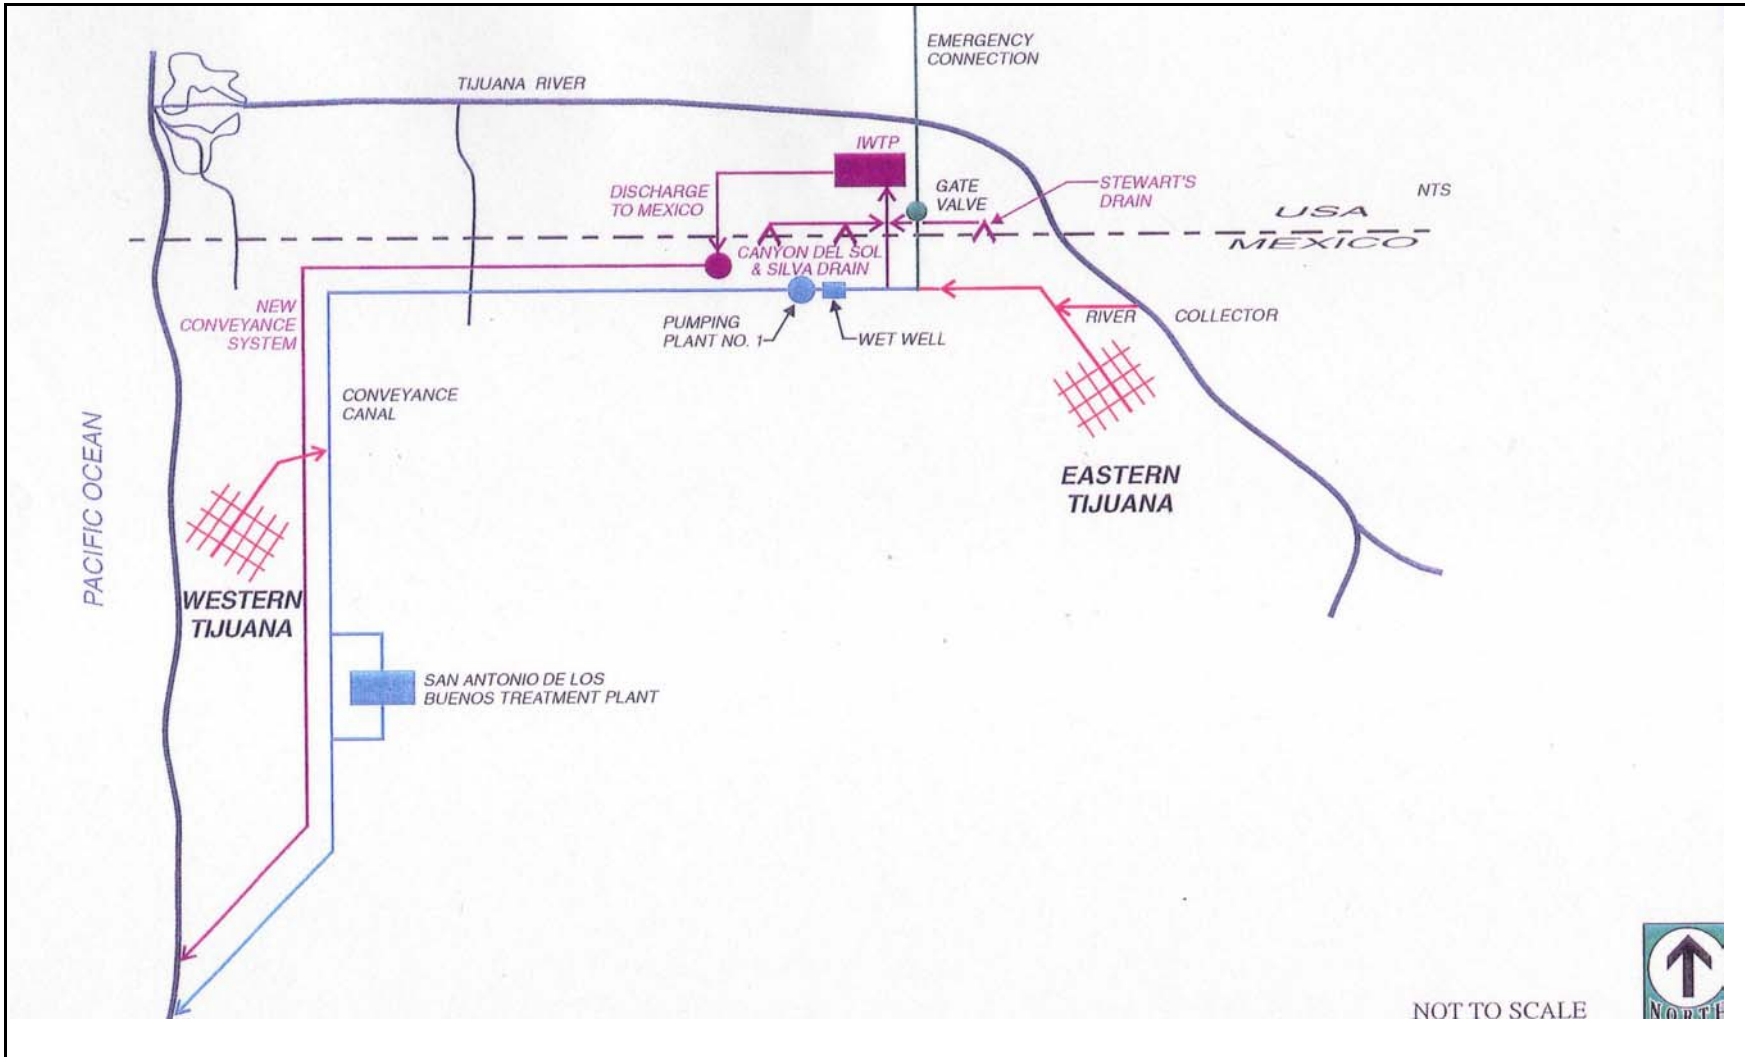 EMERGENCY
CONNECTION
TIJUANA RIVER
IWTP
DISCHARGE
TO MEXICO
GATE
VALVE
STEWART'S
DRAIN
NTS
USA
MEXICO
CANYON DEL SOL
& SILVA DRAIN
NEW
CONVEYANCE
SYSTEM
PUMPING
PLANT NO. 1
WET WELL
RIVER COLLECTOR
CONVEYANCE
CANAL
PACIFIC OCEAN
EASTERN
TIJUANA
WESTERN
TIJUANA
SAN ANTONIO DE LOS
BUENOS TREATMENT PLANT
NOT TO SCALE
NORTH